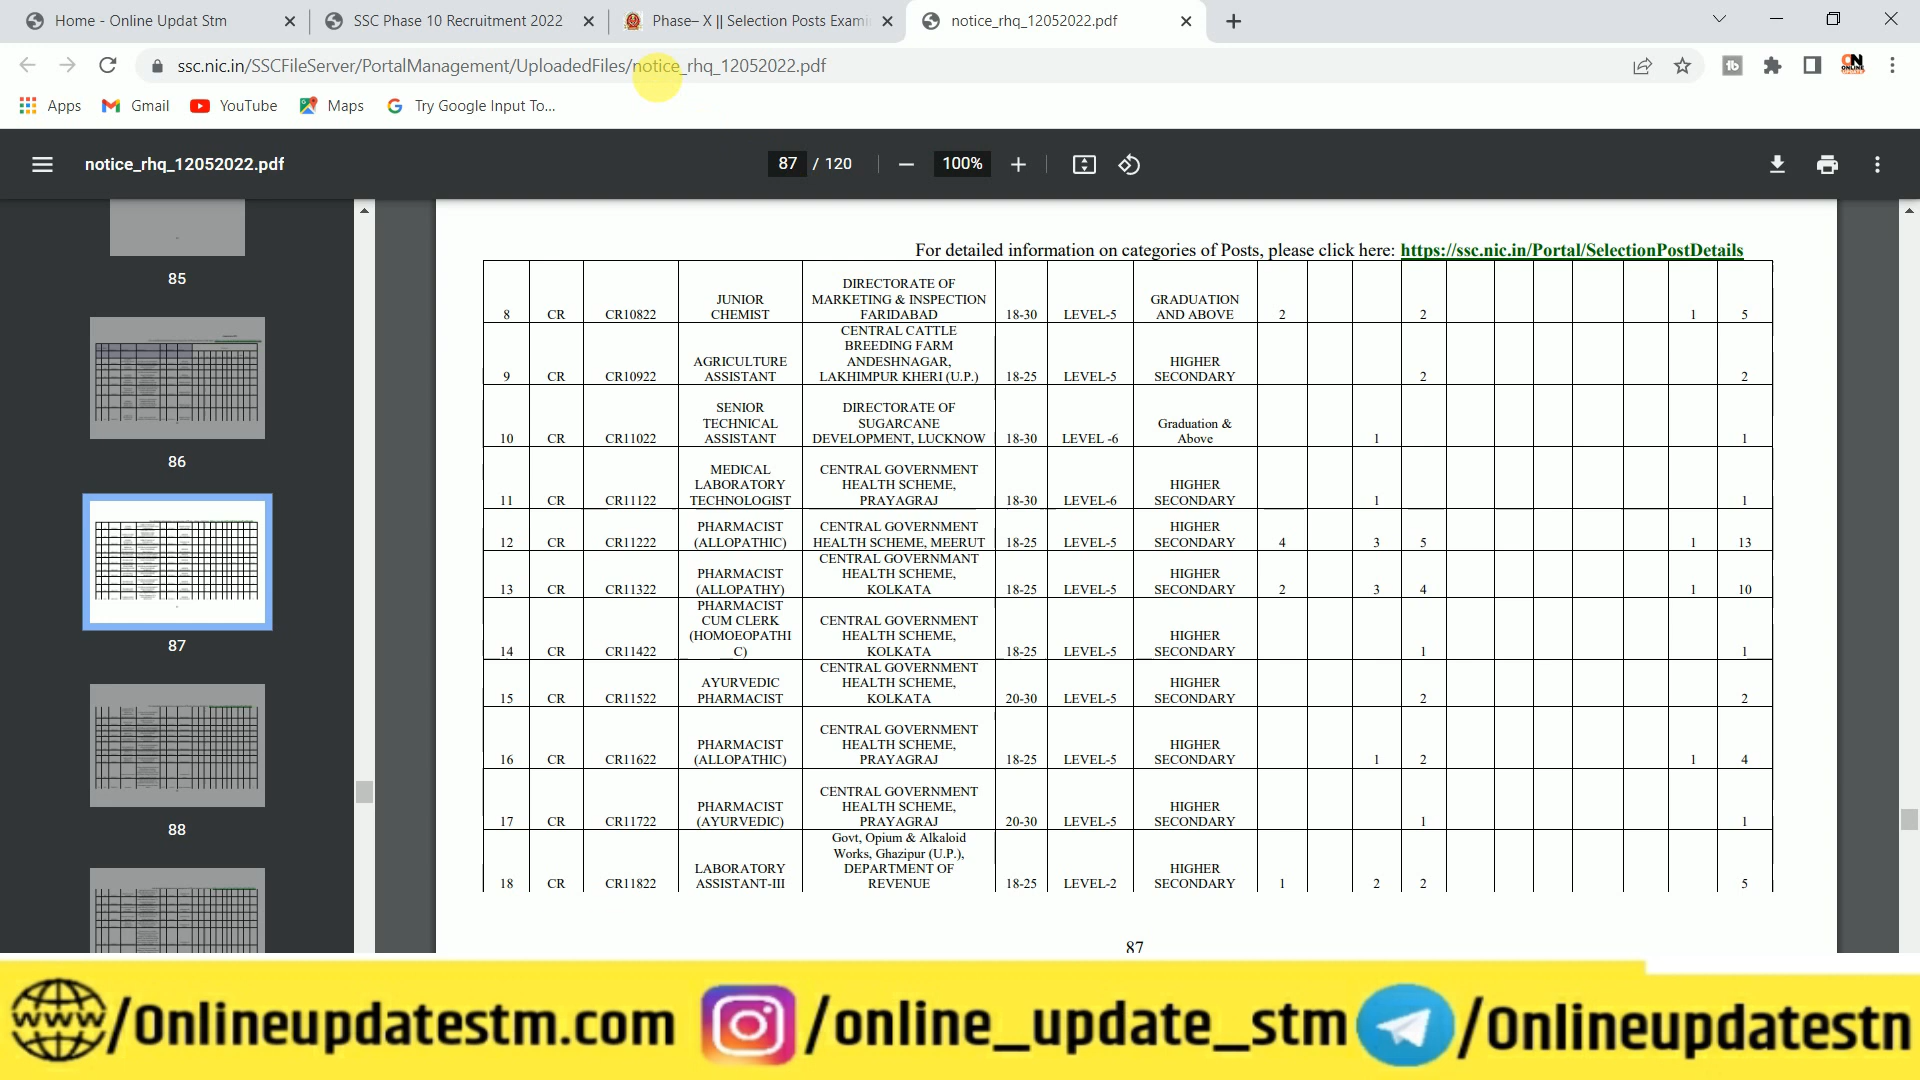 Home - Online Updat Stm
SSC Phase 10 Recruitment 2022
Phase– X || Selection Posts Exami
notice_rhq_12052022.pdf
ssc.nic.in/SSCFileServer/PortalManagement/UploadedFiles/notice_rhq_12052022.pdf
Apps Gmail YouTube Maps Try Google Input To...
notice_rhq_12052022.pdf
87 / 120
100%
85
86
87
88
For detailed information on categories of Posts, please click here: https://ssc.nic.in/Portal/SelectionPostDetails
8 CR CR10822 JUNIOR CHEMIST DIRECTORATE OF MARKETING & INSPECTION FARIDABAD 18-30 LEVEL-5 GRADUATION AND ABOVE 2 2 1 5
9 CR CR10922 AGRICULTURE ASSISTANT CENTRAL CATTLE BREEDING FARM ANDESHNAGAR, LAKHIMPUR KHERI (U.P.) 18-25 LEVEL-5 HIGHER SECONDARY 2 2
10 CR CR11022 SENIOR TECHNICAL ASSISTANT DIRECTORATE OF SUGARCANE DEVELOPMENT, LUCKNOW 18-30 LEVEL -6 Graduation & Above 1 1
11 CR CR11122 MEDICAL LABORATORY TECHNOLOGIST CENTRAL GOVERNMENT HEALTH SCHEME, PRAYAGRAJ 18-30 LEVEL-6 HIGHER SECONDARY 1 1
12 CR CR11222 PHARMACIST (ALLOPATHIC) CENTRAL GOVERNMENT HEALTH SCHEME, MEERUT 18-25 LEVEL-5 HIGHER SECONDARY 4 3 5 1 13
13 CR CR11322 PHARMACIST (ALLOPATHY) CENTRAL GOVERNMANT HEALTH SCHEME, KOLKATA 18-25 LEVEL-5 HIGHER SECONDARY 2 3 4 1 10
14 CR CR11422 PHARMACIST CUM CLERK (HOMOEOPATHI C) CENTRAL GOVERNMENT HEALTH SCHEME, KOLKATA 18-25 LEVEL-5 HIGHER SECONDARY 1 1
15 CR CR11522 AYURVEDIC PHARMACIST CENTRAL GOVERNMENT HEALTH SCHEME, KOLKATA 20-30 LEVEL-5 HIGHER SECONDARY 2 2
16 CR CR11622 PHARMACIST (ALLOPATHIC) CENTRAL GOVERNMENT HEALTH SCHEME, PRAYAGRAJ 18-25 LEVEL-5 HIGHER SECONDARY 1 2 1 4
17 CR CR11722 PHARMACIST (AYURVEDIC) CENTRAL GOVERNMENT HEALTH SCHEME, PRAYAGRAJ 20-30 LEVEL-5 HIGHER SECONDARY 1 1
18 CR CR11822 LABORATORY ASSISTANT-III Govt, Opium & Alkaloid Works, Ghazipur (U.P.), DEPARTMENT OF REVENUE 18-25 LEVEL-2 HIGHER SECONDARY 1 2 2 5
87
www/Onlineupdatestm.com /online_update_stm /Onlineupdatestn